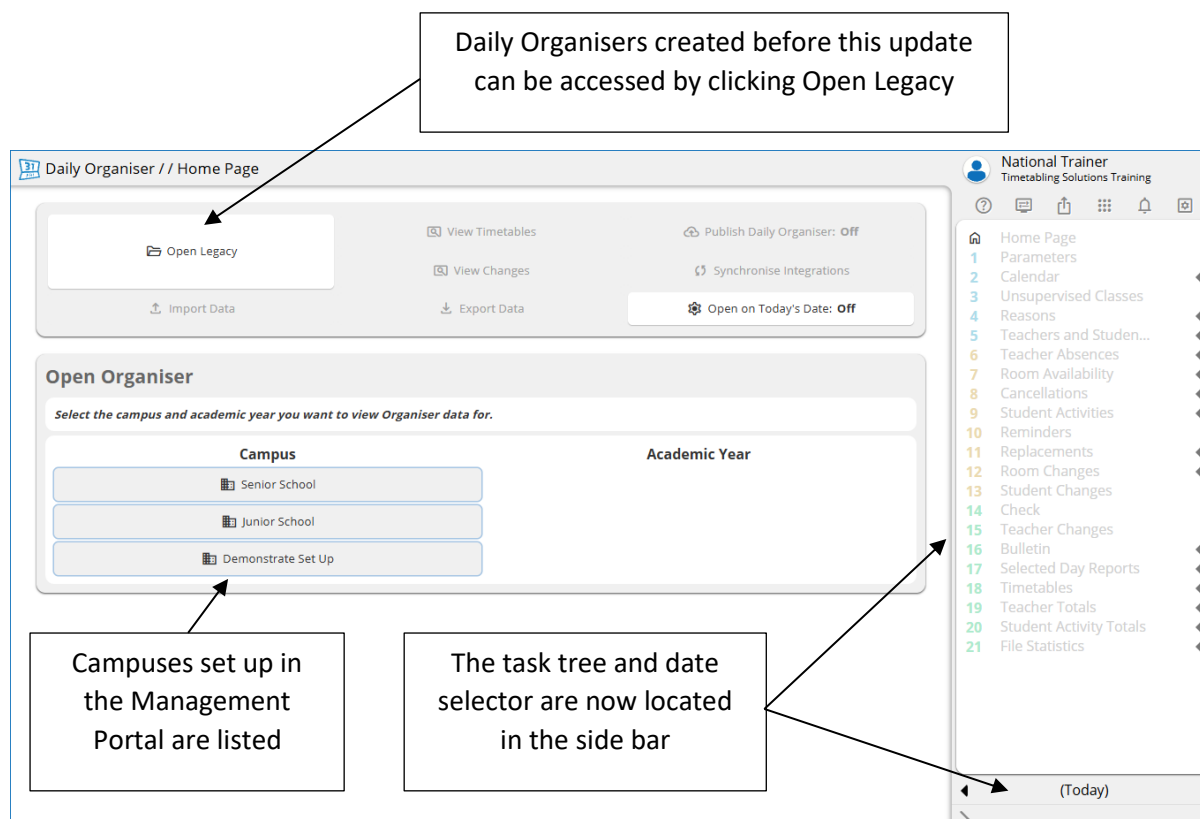 Daily Organisers created before this update
can be accessed by clicking Open Legacy
Daily Organiser // Home Page
National Trainer
Timetabling Solutions Training
Open Legacy
View Timetables
Publish Daily Organiser: Off
View Changes
Synchronise Integrations
Import Data
Export Data
Open on Today's Date: Off
Open Organiser
Select the campus and academic year you want to view Organiser data for.
Campus
Academic Year
Senior School
Junior School
Demonstrate Set Up
Home Page
1 Parameters
2 Calendar
3 Unsupervised Classes
4 Reasons
5 Teachers and Studen...
6 Teacher Absences
7 Room Availability
8 Cancellations
9 Student Activities
10 Reminders
11 Replacements
12 Room Changes
13 Student Changes
14 Check
15 Teacher Changes
16 Bulletin
17 Selected Day Reports
18 Timetables
19 Teacher Totals
20 Student Activity Totals
21 File Statistics
(Today)
Campuses set up in
the Management
Portal are listed
The task tree and date
selector are now located
in the side bar